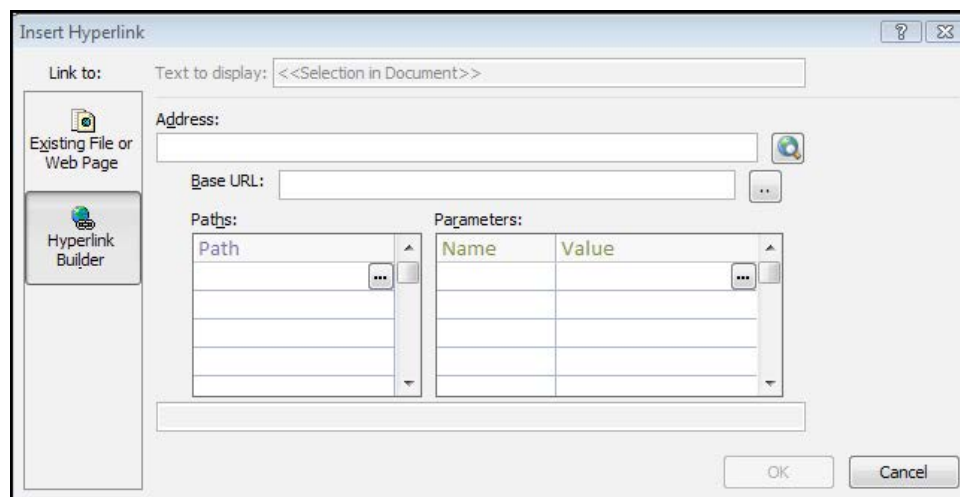 Insert Hyperlink
Link to:
Text to display: <<Selection in Document>>
Existing File or
Web Page
Address:
Base URL:
..
Hyperlink
Builder
Paths:
Parameters:
Path
Name Value
...
...
OK
Cancel